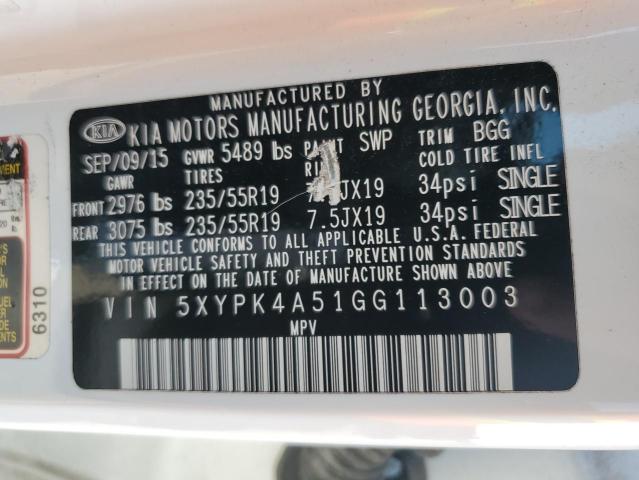 MANUFACTURED BY
KIA KIA MOTORS MANUFACTURING GEORGIA, INC.
SEP/09/15 GVWR 5489 lbs PAINT SWP TRIM BGG
GAWR TIRES COLD TIRE INFL
FRONT 2976 lbs 235/55R19 JX19 34psi SINGLE
REAR 3075 lbs 235/55R19 7.5JX19 34psi SINGLE
THIS VEHICLE CONFORMS TO ALL APPLICABLE U.S.A. FEDERAL
MOTOR VEHICLE SAFETY AND THEFT PREVENTION STANDARDS
IN EFFECT ON THE DATE OF MANUFACTURE SHOWN ABOVE.
VIN 5XYPK4A51GG113003
MPV
6310